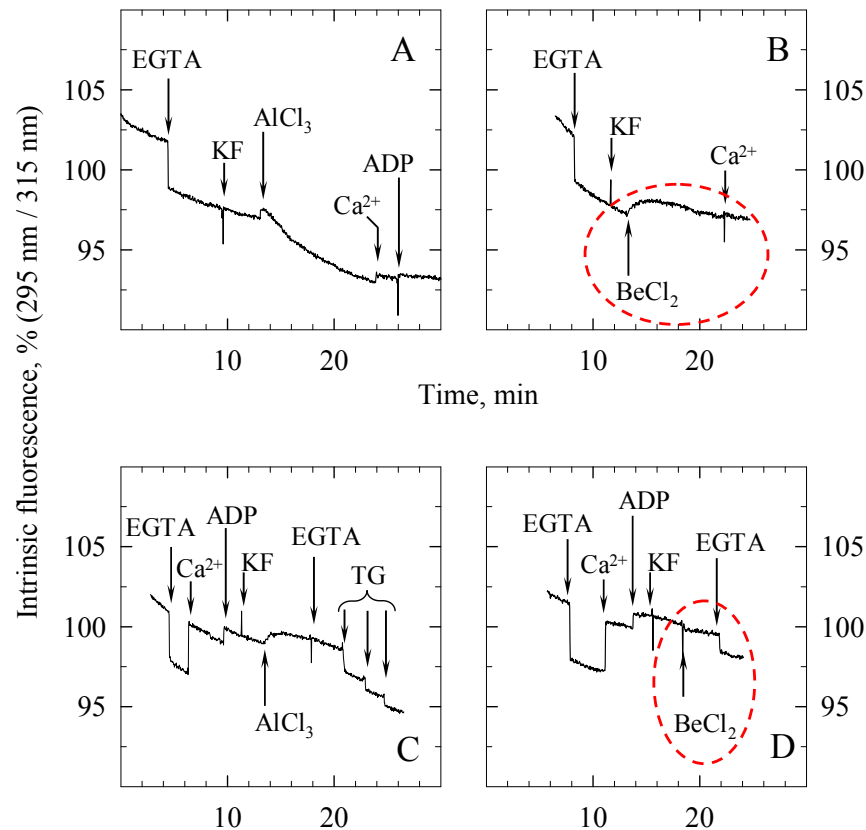 Intrinsic fluorescence, % (295 nm / 315 nm)
A
EGTA
AlCl₃
KF
ADP
Ca²⁺
105
100
95
10
20
B
EGTA
KF
Ca²⁺
BeCl₂
105
100
95
10
20
Time, min
C
EGTA
ADP
Ca²⁺
KF
EGTA
TG
AlCl₃
105
100
95
10
20
D
EGTA
ADP
Ca²⁺
KF
EGTA
BeCl₂
105
100
95
10
20